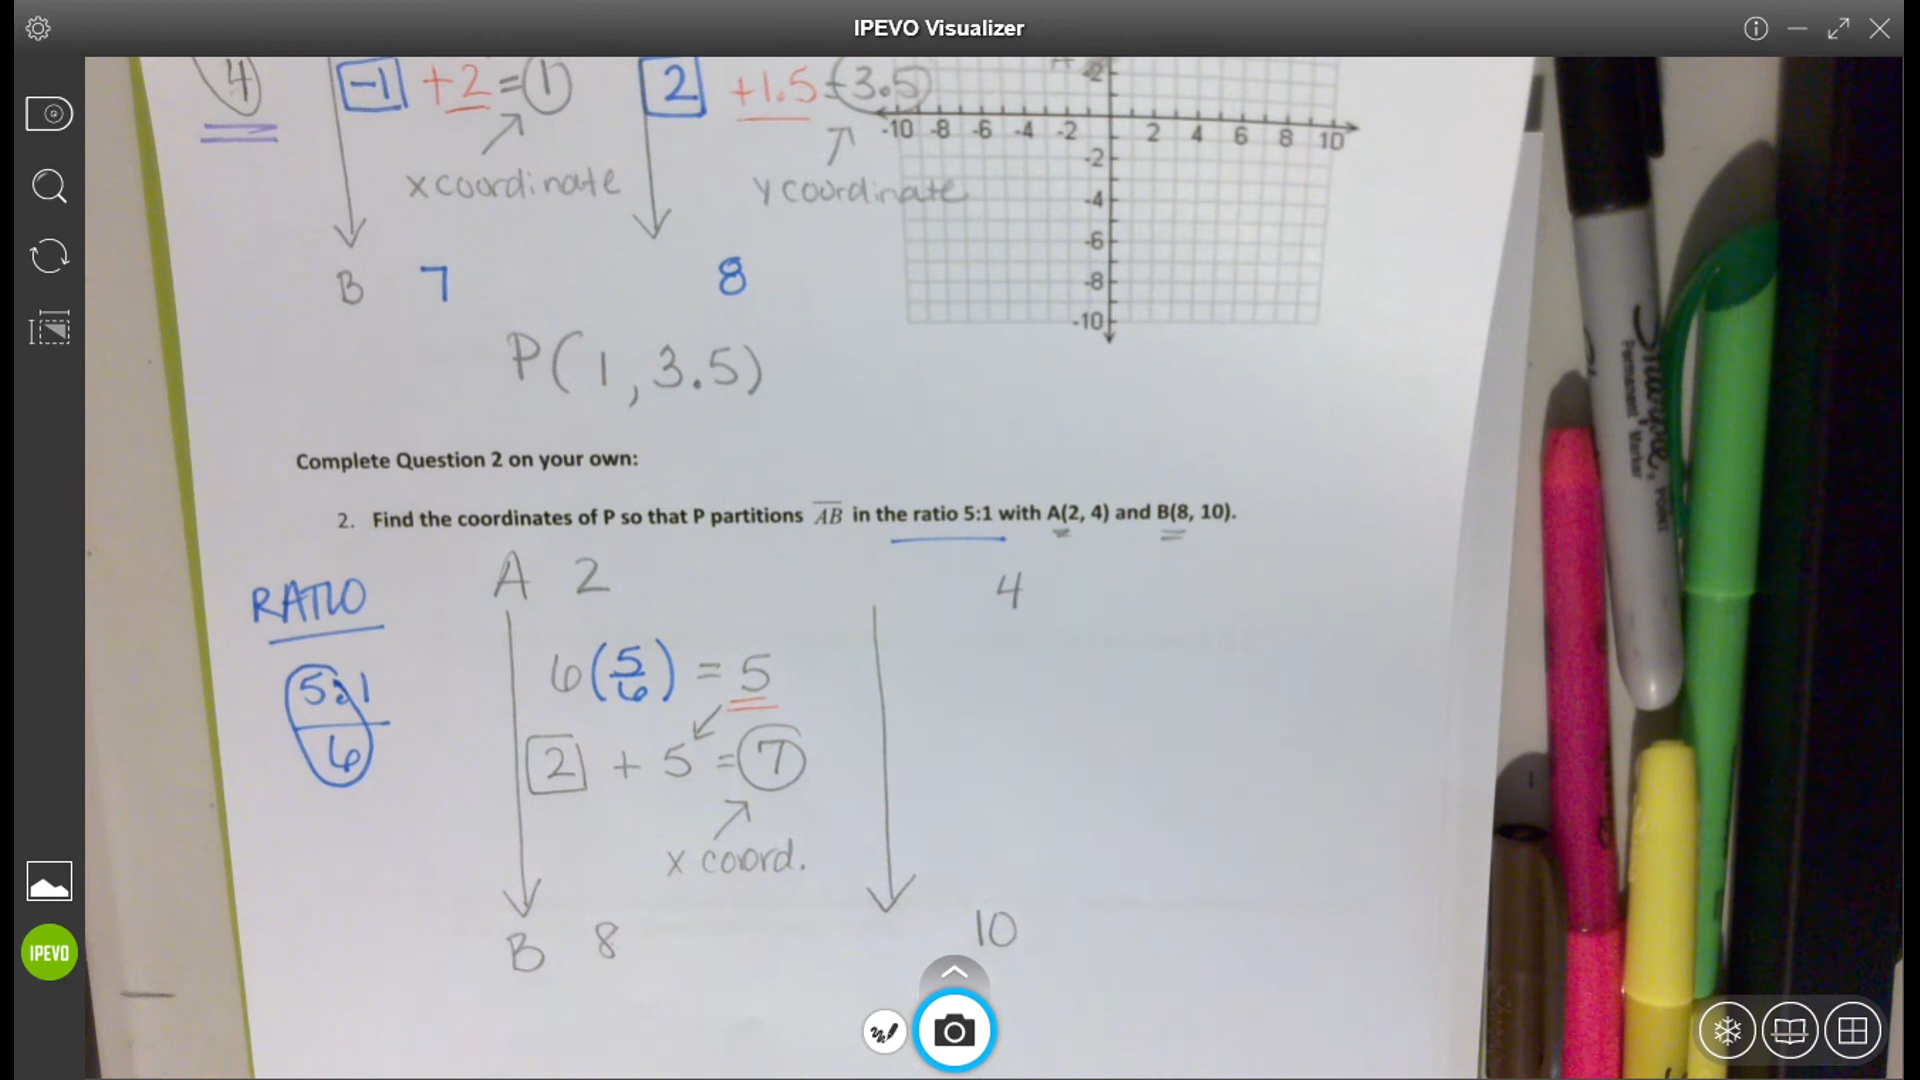 IPEVO Visualizer
4 -1 +2 = 1 2 +1.5 = 3.5
-2
-10 -8 -6 -4 -2 2 4 6 8 10
x coordinate y coordinate
-2
-4
-6
-8
-10
B 7 8
P(1, 3.5)
Complete Question 2 on your own:
2. Find the coordinates of P so that P partitions AB in the ratio 5:1 with A(2, 4) and B(8, 10).
A 2 4
RATIO
6(5/6) = 5
5:1
6
2 + 5 = 7
x coord.
B 8 10
IPEVO
Sharpie
Permanent Marker